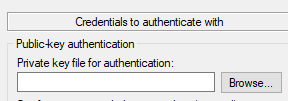 Credentials to authenticate with
Public-key authentication
Private key file for authentication:
Browse...